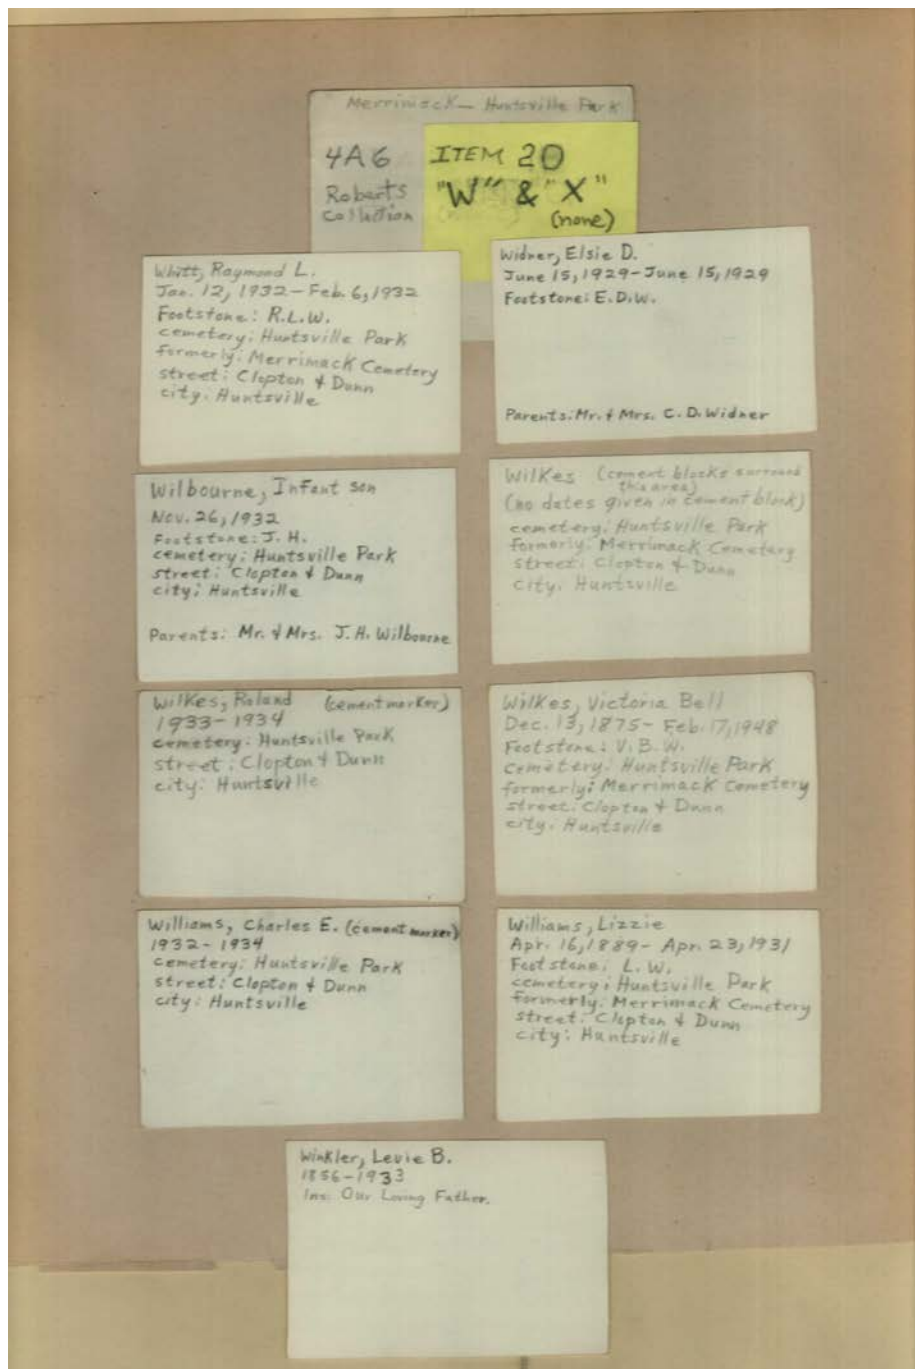 Merrimack - Huntsville Park
4A6
Roberts
Collection
ITEM 20
"W" & "X"
(none)
Whitt, Raymond L.
Jan. 12, 1932 - Feb. 6, 1932
Footstone: R.L.W.
cemetery: Huntsville Park
formerly: Merrimack Cemetery
street: Clopton & Dunn
city: Huntsville
Widner, Elsie D.
June 15, 1929 - June 15, 1929
Footstone: E.D.W.
Parents: Mr. & Mrs. C. D. Widner
Wilbourne, Infant son
Nov. 26, 1932
Footstone: J. H.
cemetery: Huntsville Park
street: Clopton & Dunn
city: Huntsville
Parents: Mr. & Mrs. J. H. Wilbourne
Wilkes (cement blocks surround
this area)
(no dates given in cement block)
cemetery: Huntsville Park
formerly: Merrimack Cemetery
street: Clopton & Dunn
city: Huntsville
Wilkes, Roland (cement marker)
1933 - 1934
cemetery: Huntsville Park
street: Clopton & Dunn
city: Huntsville
Wilkes, Victoria Bell
Dec. 13, 1875 - Feb. 17, 1948
Footstone: V. B. W.
cemetery: Huntsville Park
formerly: Merrimack Cemetery
street: Clopton & Dunn
city: Huntsville
Williams, Charles E. (cement marker)
1932 - 1934
cemetery: Huntsville Park
street: Clopton & Dunn
city: Huntsville
Williams, Lizzie
Apr. 16, 1889 - Apr. 23, 1931
Footstone: L. W.
cemetery: Huntsville Park
formerly: Merrimack Cemetery
street: Clopton & Dunn
city: Huntsville
Winkler, Levie B.
1856 - 1933
Ins: Our Loving Father.